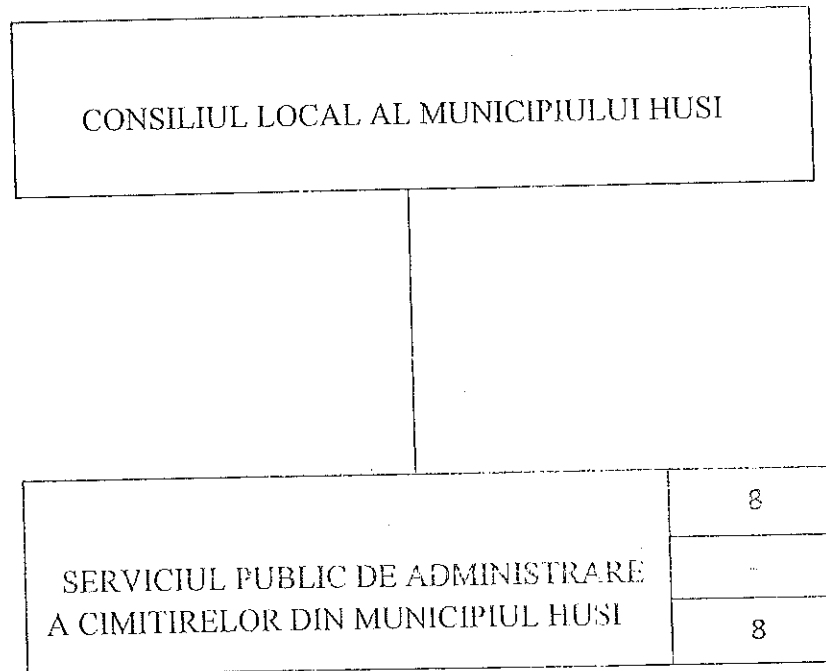 CONSILIUL LOCAL AL MUNICIPIULUI HUSI
8
SERVICIUL PUBLIC DE ADMINISTRARE
-
A CIMITIRELOR DIN MUNICIPIUL HUSI
8